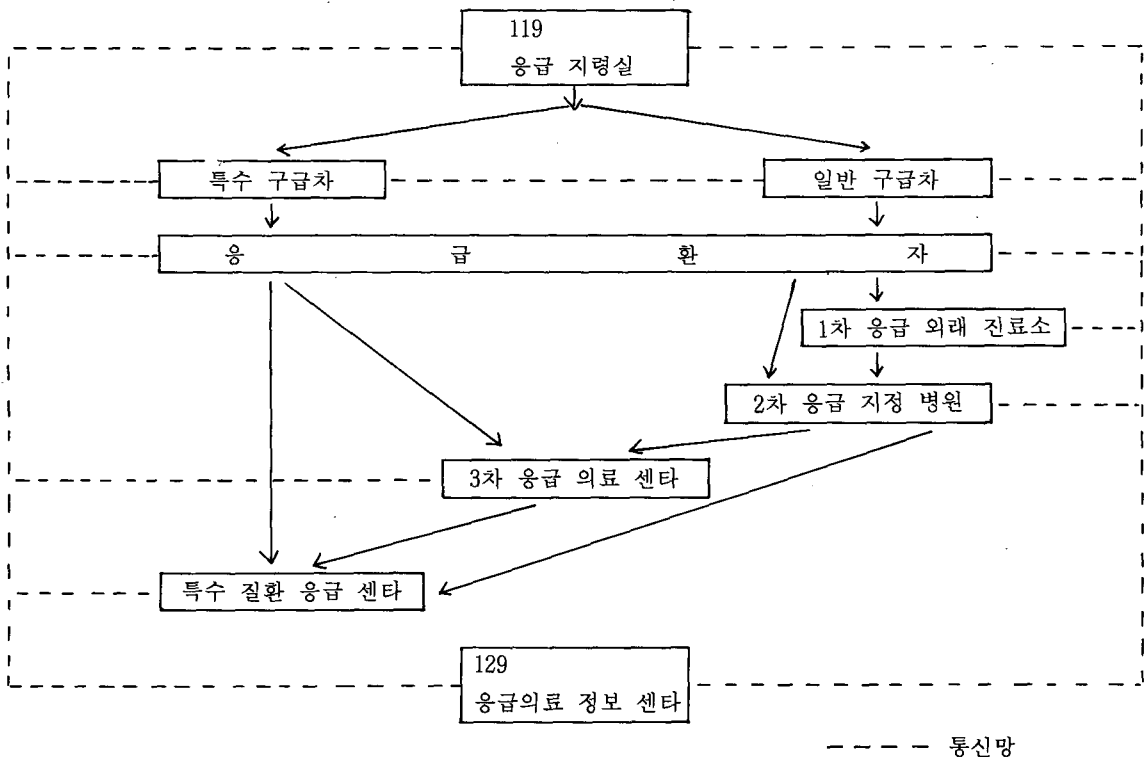 119
응급 지령실
특수 구급차
일반 구급차
응 급 환 자
1차 응급 외래 진료소
2차 응급 지정 병원
3차 응급 의료 센타
특수 질환 응급 센타
129
응급의료 정보 센타
통신망